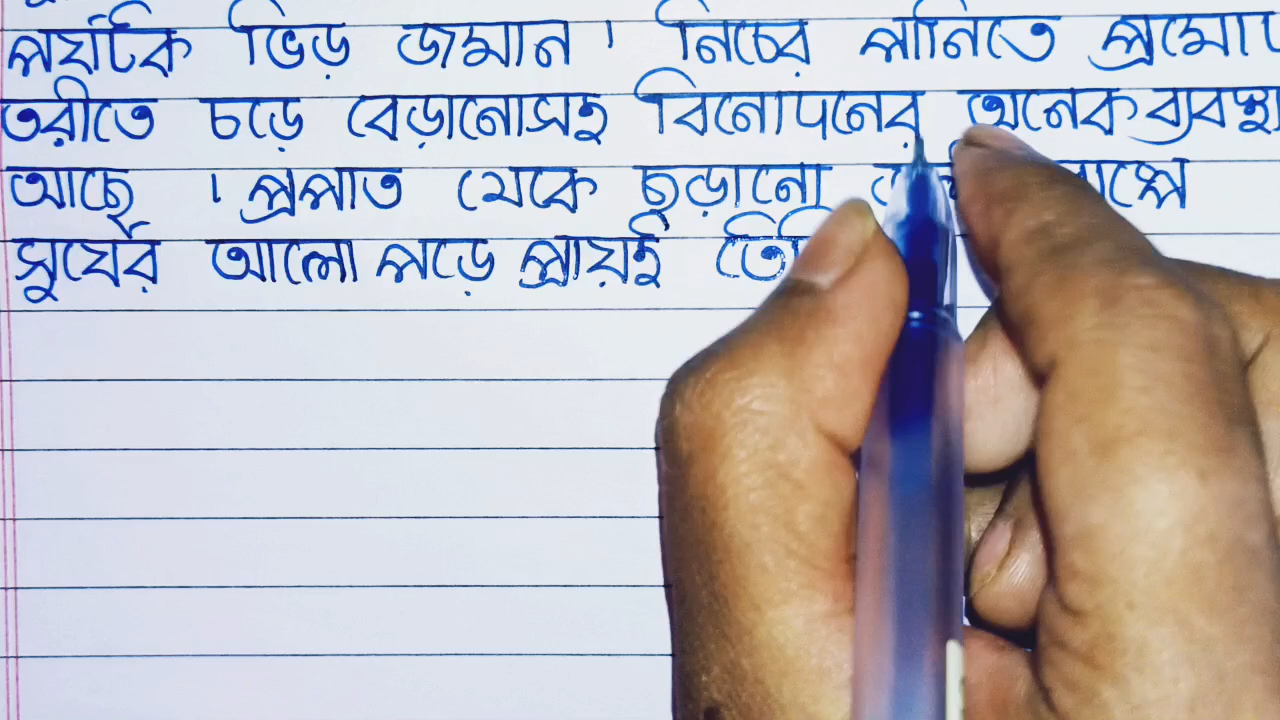 পর্যটক ভিড় জমান । নিচের পানিতে
তরীতে চড়ে বেড়ানোসহ বিনোদনের অনেক ব্যবস্থা
আছে । প্রপাত থেকে ছড়ানো
সূর্যের আলো পড়ে প্রায়ই